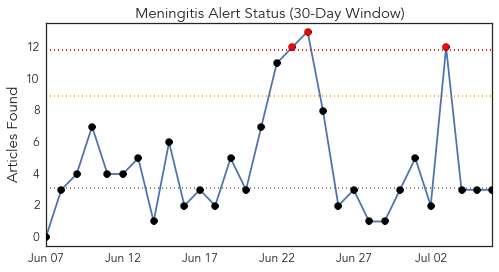 Meningitis Alert Status (30-Day Window)
Articles Found
12
10
8
6
4
2
0
Jun 07
Jun 12
Jun 17
Jun 22
Jun 27
Jul 02